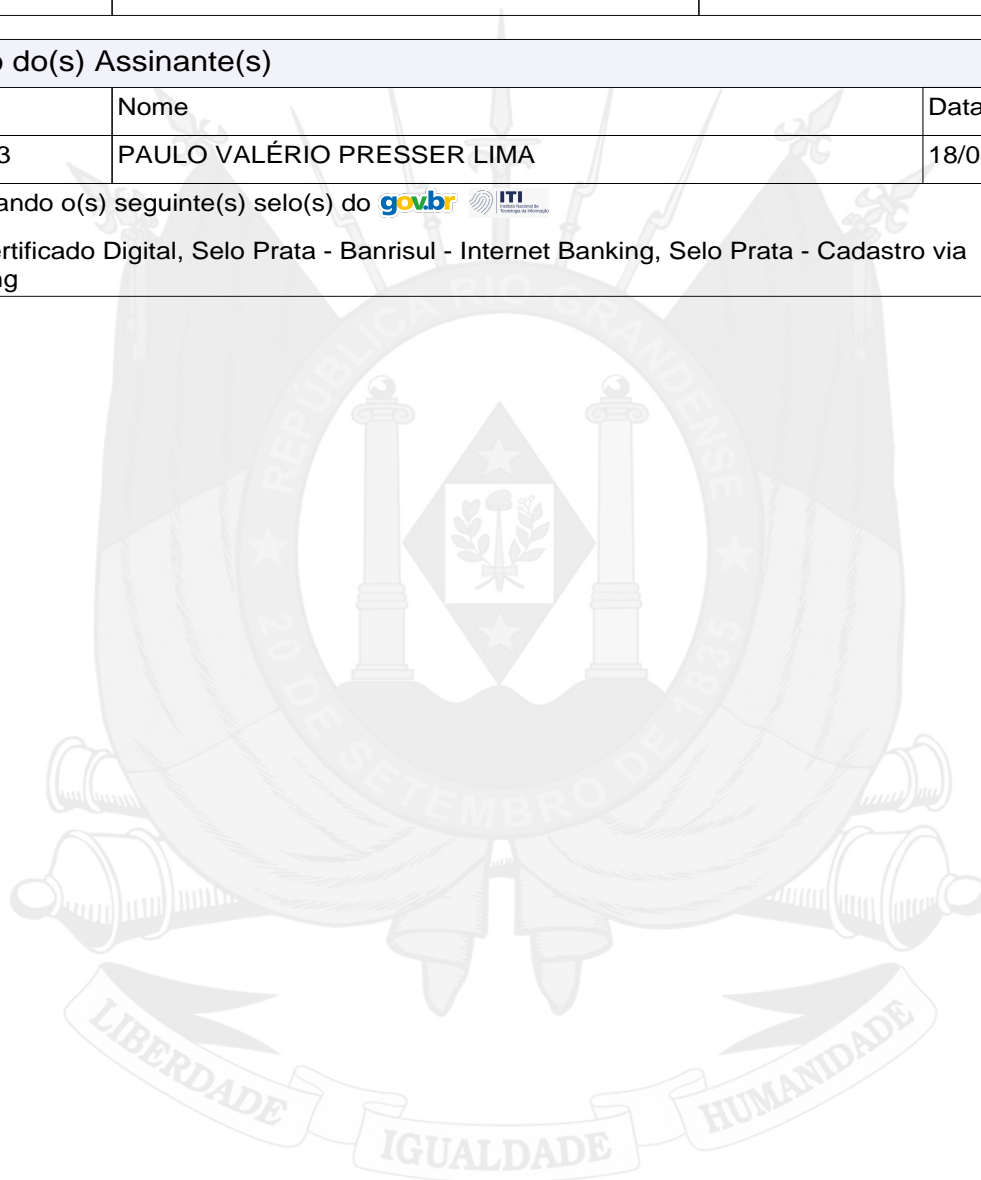 o do(s) Assinante(s)
Nome
Data
3
PAULO VALÉRIO PRESSER LIMA
18/0
ando o(s) seguinte(s) selo(s) do gov.br ITI
ertificado Digital, Selo Prata - Banrisul - Internet Banking, Selo Prata - Cadastro via
ng
REPÚBLICA RIO GRANDENSE
20 DE SETEMBRO DE 1835
LIBERDADE
IGUALDADE
HUMANIDADE